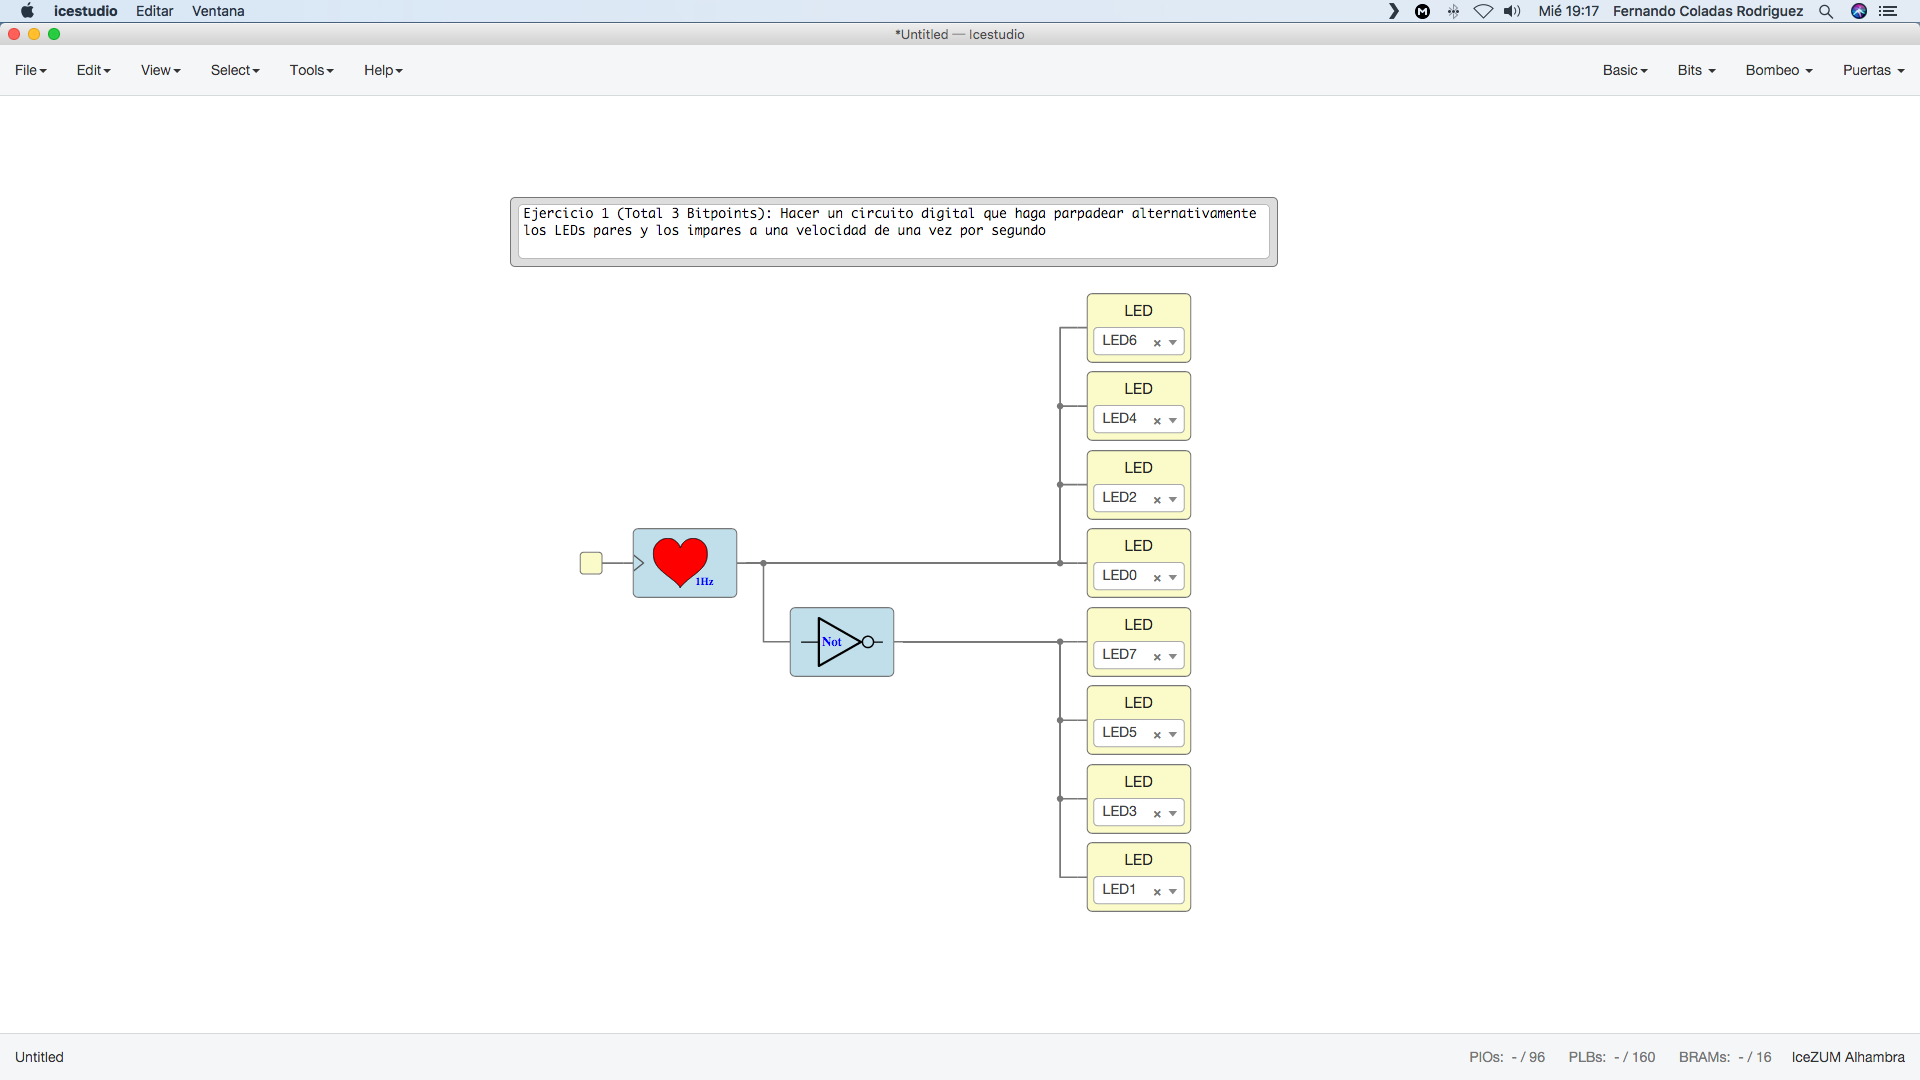 icestudio Editar Ventana Mié 19:17 Fernando Coladas Rodriguez
*Untitled — Icestudio
File Edit View Select Tools Help Basic Bits Bombeo Puertas
Ejercicio 1 (Total 3 Bitpoints): Hacer un circuito digital que haga parpadear alternativamente
los LEDs pares y los impares a una velocidad de una vez por segundo
LED
LED6
LED
LED4
LED
LED2
1Hz
LED
LED0
Not
LED
LED7
LED
LED5
LED
LED3
LED
LED1
Untitled PIOs: - / 96 PLBs: - / 160 BRAMs: - / 16 IceZUM Alhambra